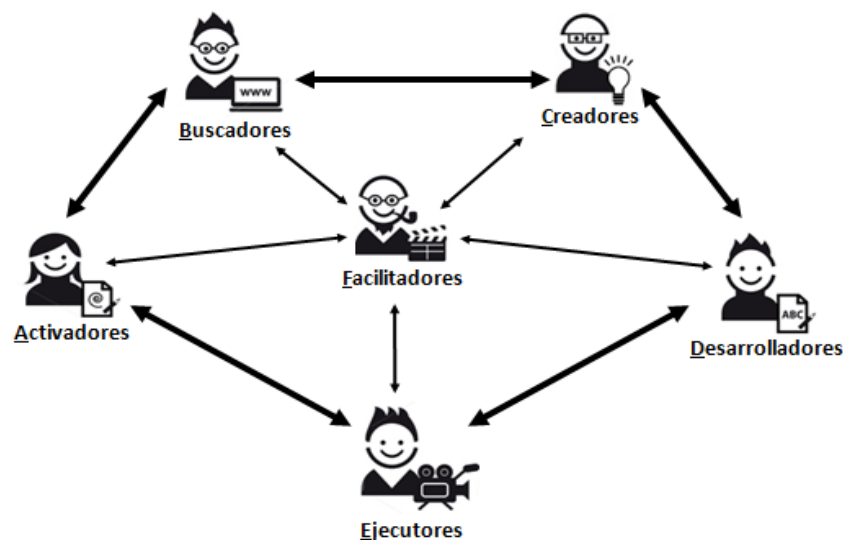 www
Buscadores
Creadores
Facilitadores
Activadores
ABC
Desarrolladores
Ejecutores